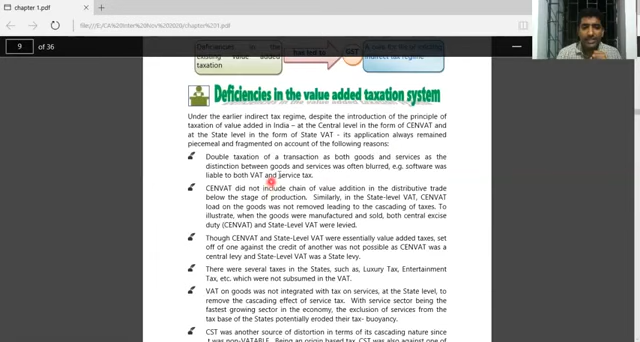 chapter 1.pdf
file:///E:/CA%20Inter%20Nov%202020/chapter%201.pdf
9 of 36
Deficiencies in the
existing value added
taxation
has led to
GST
indirect tax regime
Deficiencies in the value added taxation system
Under the earlier indirect tax regime, despite the introduction of the principle of
taxation of value added in India – at the Central level in the form of CENVAT and
at the State level in the form of State VAT - its application always remained
piecemeal and fragmented on account of the following reasons:
Double taxation of a transaction as both goods and services as the
distinction between goods and services was often blurred, e.g. software was
liable to both VAT and service tax.
CENVAT did not include chain of value addition in the distributive trade
below the stage of production. Similarly, in the State-level VAT, CENVAT
load on the goods was not removed leading to the cascading of taxes. To
illustrate, when the goods were manufactured and sold, both central excise
duty (CENVAT) and State-Level VAT were levied.
Though CENVAT and State-Level VAT were essentially value added taxes, set
off of one against the credit of another was not possible as CENVAT was a
central levy and State-Level VAT was a State levy.
There were several taxes in the States, such as, Luxury Tax, Entertainment
Tax, etc. which were not subsumed in the VAT.
VAT on goods was not integrated with tax on services, at the State level, to
remove the cascading effect of service tax. With service sector being the
fastest growing sector in the economy, the exclusion of services from the
tax base of the States potentially eroded their tax- buoyancy.
CST was another source of distortion in terms of its cascading nature since
it was non-VATABLE. Being an origin based tax, CST was also against one of